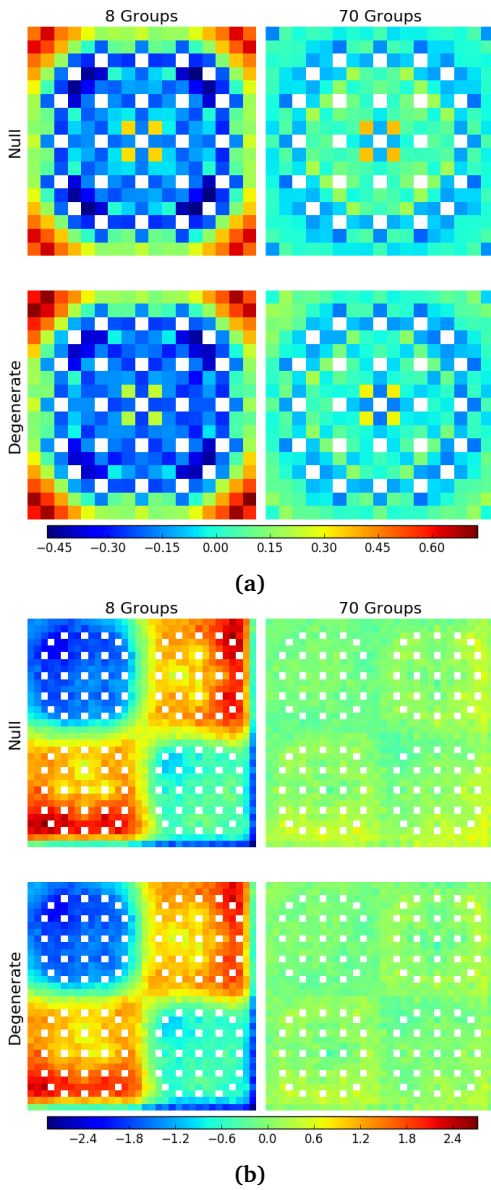 8 Groups 70 Groups
Null
Degenerate
−0.45 −0.30 −0.15 0.00 0.15 0.30 0.45 0.60
(a)
8 Groups 70 Groups
Null
Degenerate
−2.4 −1.8 −1.2 −0.6 0.0 0.6 1.2 1.8 2.4
(b)